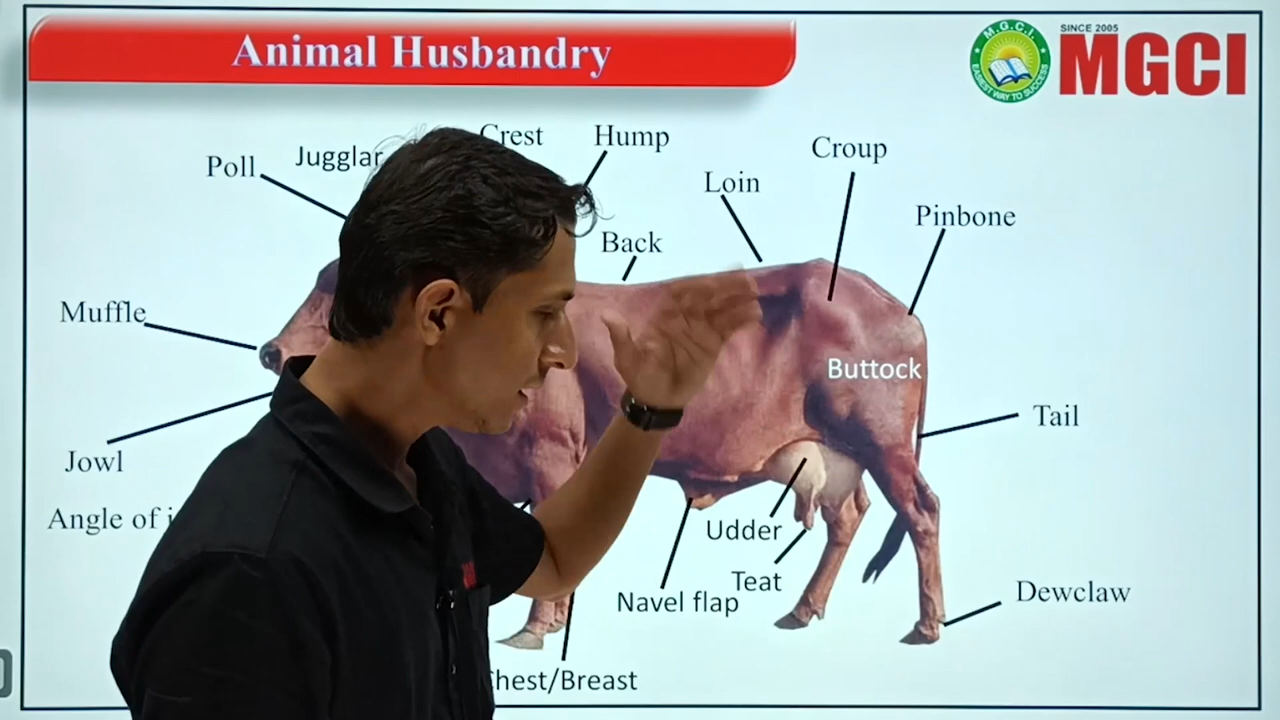 Animal Husbandry
M.G.C.I.
EASIEST WAY TO SUCCESS
SINCE 2005
MGCI
Crest
Hump
Poll
Jugglar
Croup
Loin
Pinbone
Back
Muffle
Buttock
Tail
Jowl
Angle of
Udder
Teat
Navel flap
Dewclaw
Chest/Breast